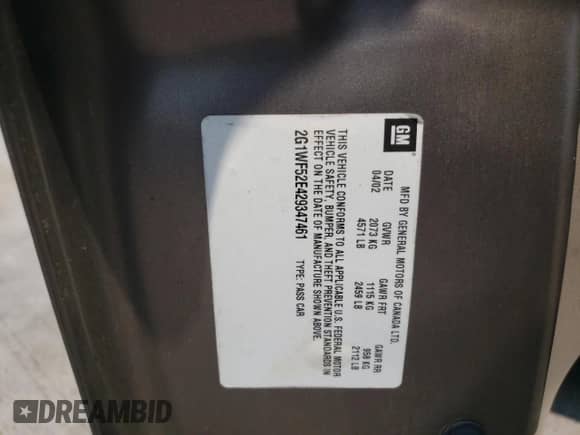 GM
MFD BY GENERAL MOTORS OF CANADA LTD.
DATE GVWR GAWR FRT GAWR RR
04/02 2073 KG 1115 KG 958 KG
4571 LB 2459 LB 2112 LB
THIS VEHICLE CONFORMS TO ALL APPLICABLE U.S. FEDERAL MOTOR
VEHICLE SAFETY, BUMPER, AND THEFT PREVENTION STANDARDS IN
EFFECT ON THE DATE OF MANUFACTURE SHOWN ABOVE.
2G1WF52E429347461 TYPE: PASS CAR
DREAMBID